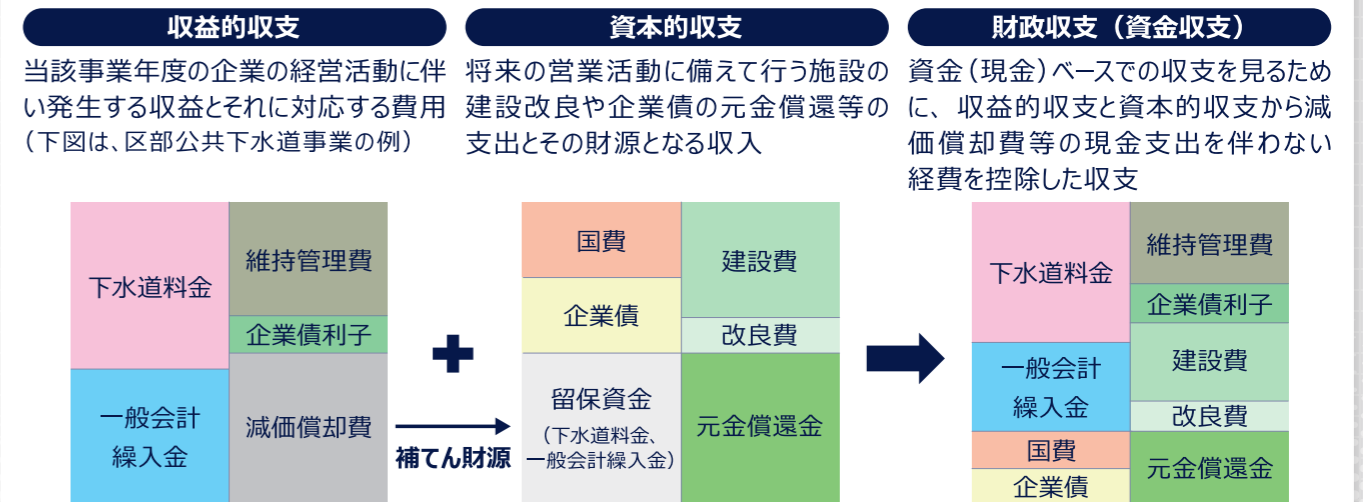 収益的収支
当該事業年度の企業の経営活動に伴
い発生する収益とそれに対応する費用
（下図は、区部公共下水道事業の例）
下水道料金
一般会計
繰入金
維持管理費
企業債利子
減価償却費
補てん財源
資本的収支
将来の営業活動に備えて行う施設の
建設改良や企業債の元金償還等の
支出とその財源となる収入
国費
企業債
留保資金
（下水道料金、
一般会計繰入金）
建設費
改良費
元金償還金
財政収支（資金収支）
資金（現金）ベースでの収支を見るため
に、収益的収支と資本的収支から減
価償却費等の現金支出を伴わない
経費を控除した収支
下水道料金
一般会計
繰入金
国費
企業債
維持管理費
企業債利子
建設費
改良費
元金償還金